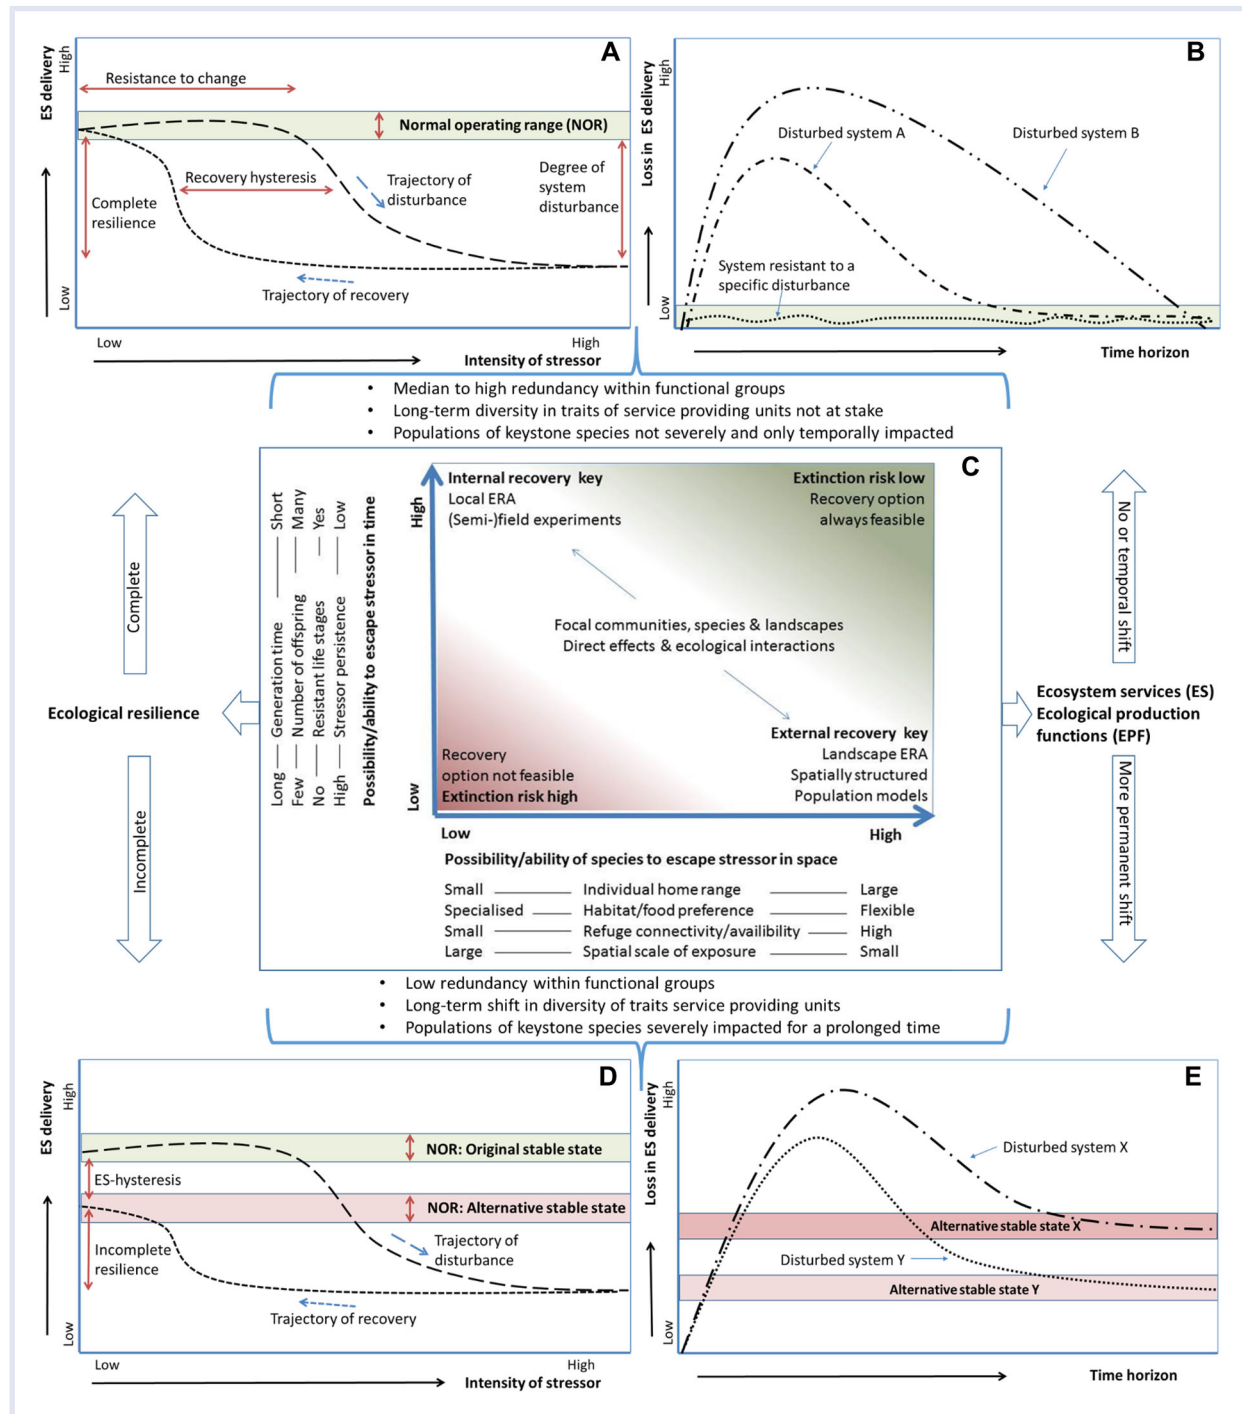 A
ES delivery
High
Low
Resistance to change
Normal operating range (NOR)
Recovery hysteresis
Trajectory of
disturbance
Degree of
system
disturbance
Complete
resilience
Trajectory of recovery
Low
High
Intensity of stressor
B
Loss in ES delivery
High
Low
Disturbed system A
Disturbed system B
System resistant to a
specific disturbance
Time horizon
• Median to high redundancy within functional groups
• Long-term diversity in traits of service providing units not at stake
• Populations of keystone species not severely and only temporally impacted
C
Internal recovery key
Local ERA
(Semi-)field experiments
Extinction risk low
Recovery option
always feasible
Focal communities, species & landscapes
Direct effects & ecological interactions
Recovery
option not feasible
Extinction risk high
External recovery key
Landscape ERA
Spatially structured
Population models
High
Low
Possibility/ability to escape stressor in time
Long Generation time Short
Few Number of offspring Many
No Resistant life stages Yes
High Stressor persistence Low
Low
High
Possibility/ability of species to escape stressor in space
Small Individual home range Large
Specialised Habitat/food preference Flexible
Small Refuge connectivity/availibility High
Large Spatial scale of exposure Small
Complete
Ecological resilience
Incomplete
No or temporal shift
Ecosystem services (ES)
Ecological production
functions (EPF)
More permanent shift
• Low redundancy within functional groups
• Long-term shift in diversity of traits service providing units
• Populations of keystone species severely impacted for a prolonged time
D
ES delivery
High
Low
NOR: Original stable state
ES-hysteresis
NOR: Alternative stable state
Incomplete
resilience
Trajectory of
disturbance
Trajectory of recovery
Low
High
Intensity of stressor
E
Loss in ES delivery
High
Low
Disturbed system X
Alternative stable state X
Disturbed system Y
Alternative stable state Y
Time horizon